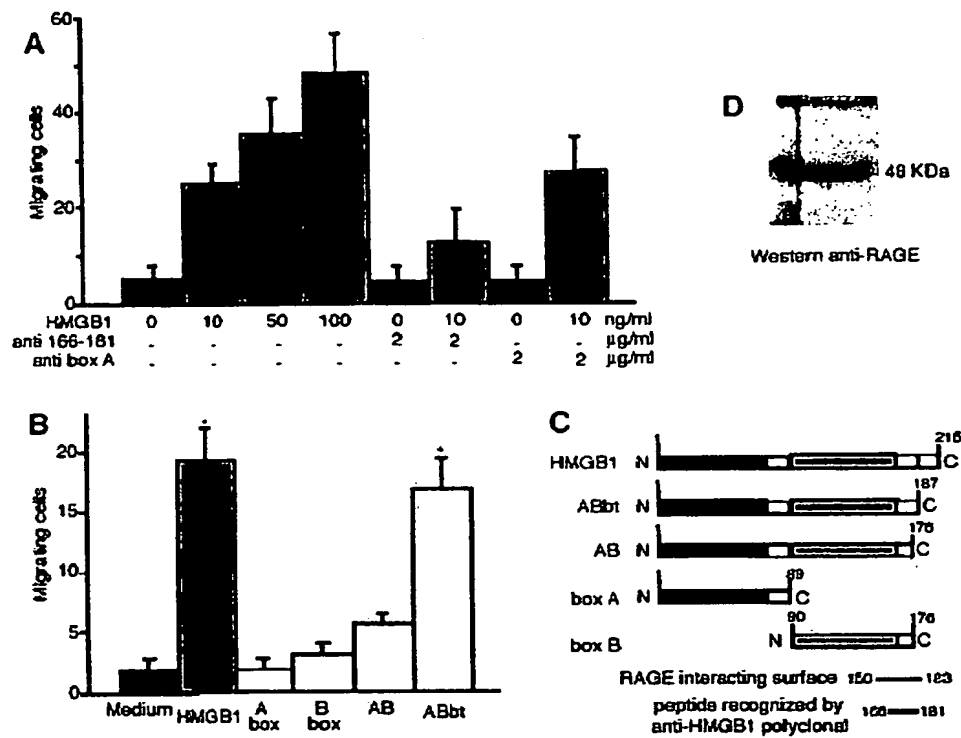 A
60
40
20
0
Migrating cells
HMGB1 0 10 50 100 0 10 0 10 ng/ml
anti 166-181 - - - - 2 2 - - µg/ml
anti box A - - - - - - 2 2 µg/ml
D
48 KDa
Western anti-RAGE
B
20
15
10
5
0
Migrating cells
* *
Medium HMGB1 A box B box AB ABbt
C
HMGB1 N 215 C
ABbt N 187 C
AB N 176 C
box A N 89 C
box B N 90 176 C
RAGE interacting surface 150 183
peptide recognized by
anti-HMGB1 polyclonal 166 181